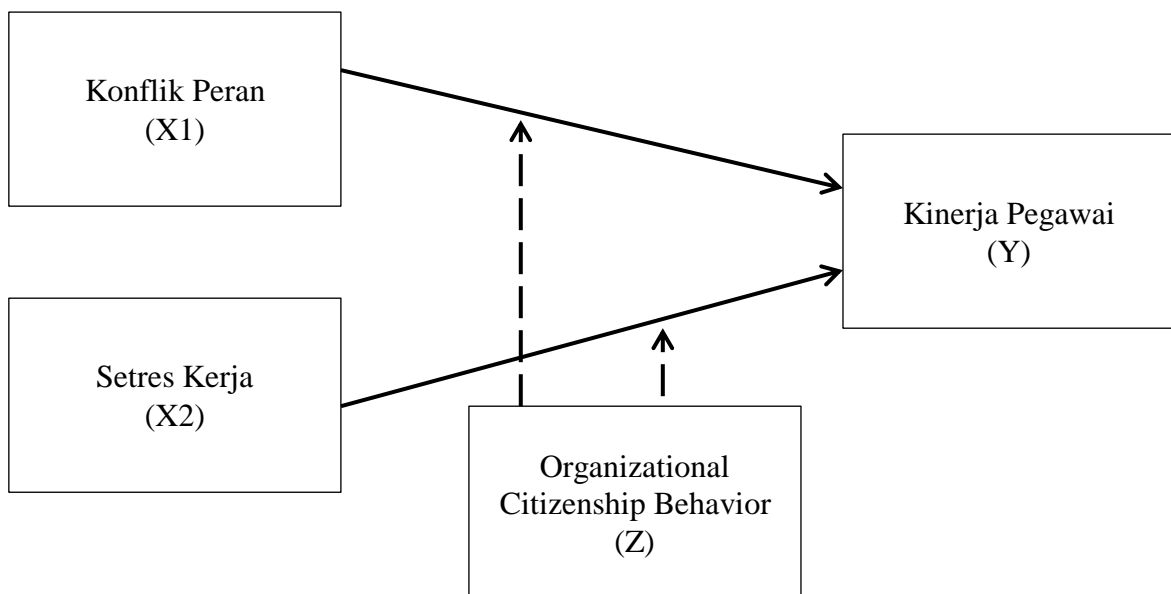 Konflik Peran
(X1)
Kinerja Pegawai
(Y)
Setres Kerja
(X2)
Organizational
Citizenship Behavior
(Z)